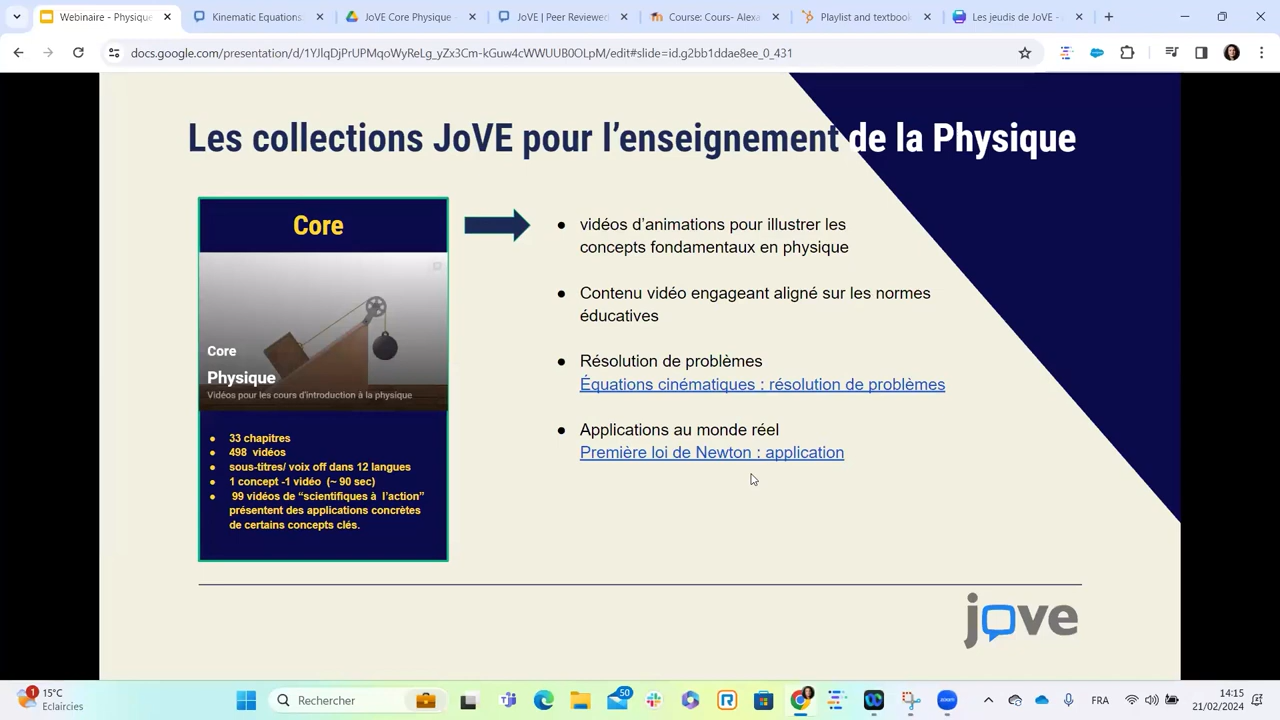 Webinaire - Physique
Kinematic Equations
JoVE Core Physique -
JoVE | Peer Reviewed
Course: Cours - Alexa
Playlist and textbook
Les jeudis de JoVE -
docs.google.com/presentation/d/1YJlqDjPrUPMqoWyReLg_yZx3Cm-kGuw4cWWUUB0OLpM/edit#slide=id.g2bb1ddae8ee_0_431
Les collections JoVE pour l’enseignement de la Physique
Core
Core
Physique
Vidéos pour les cours d'introduction à la physique
● 33 chapitres
● 498 vidéos
● sous-titres/ voix off dans 12 langues
● 1 concept -1 vidéo (~ 90 sec)
● 99 vidéos de “scientifiques à l’action”
présentent des applications concrètes
de certains concepts clés.
● vidéos d’animations pour illustrer les
concepts fondamentaux en physique
● Contenu vidéo engageant aligné sur les normes
éducatives
● Résolution de problèmes
Équations cinématiques : résolution de problèmes
● Applications au monde réel
Première loi de Newton : application
jove
1
15°C
Eclaircies
Rechercher
50
FRA
14:15
21/02/2024